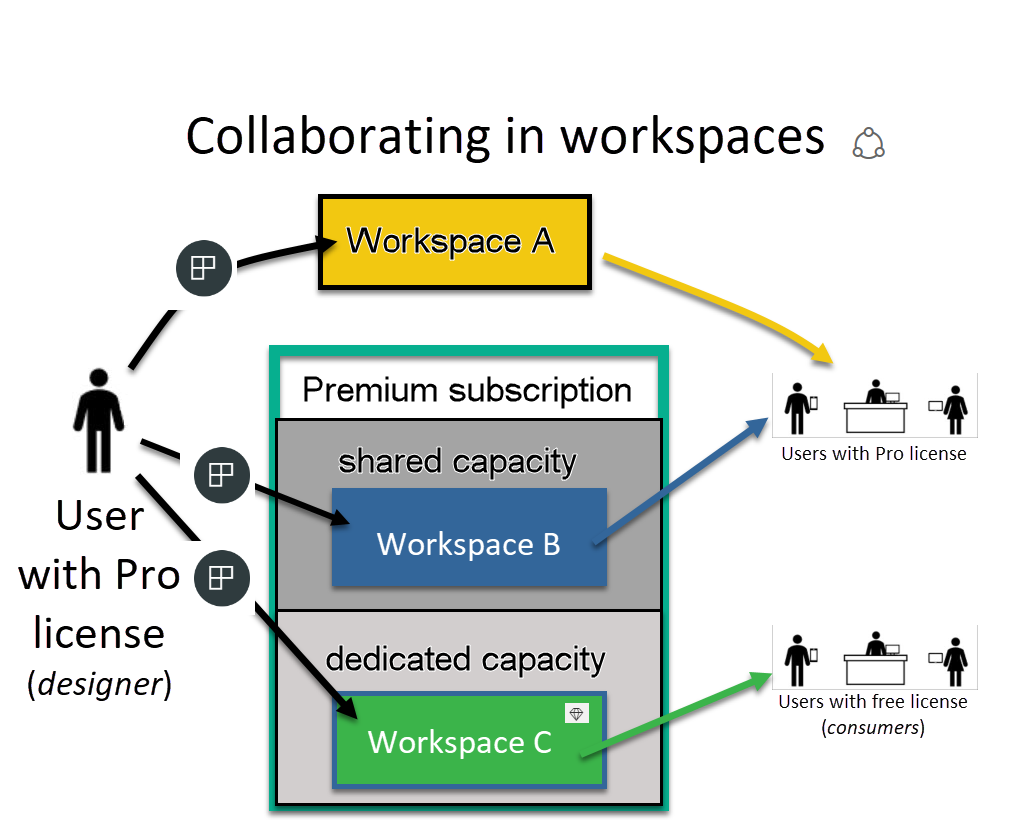 Collaborating in workspaces
Workspace A
Premium subscription
shared capacity
Workspace B
dedicated capacity
Workspace C
User
with Pro
license
(designer)
Users with Pro license
Users with free license
(consumers)